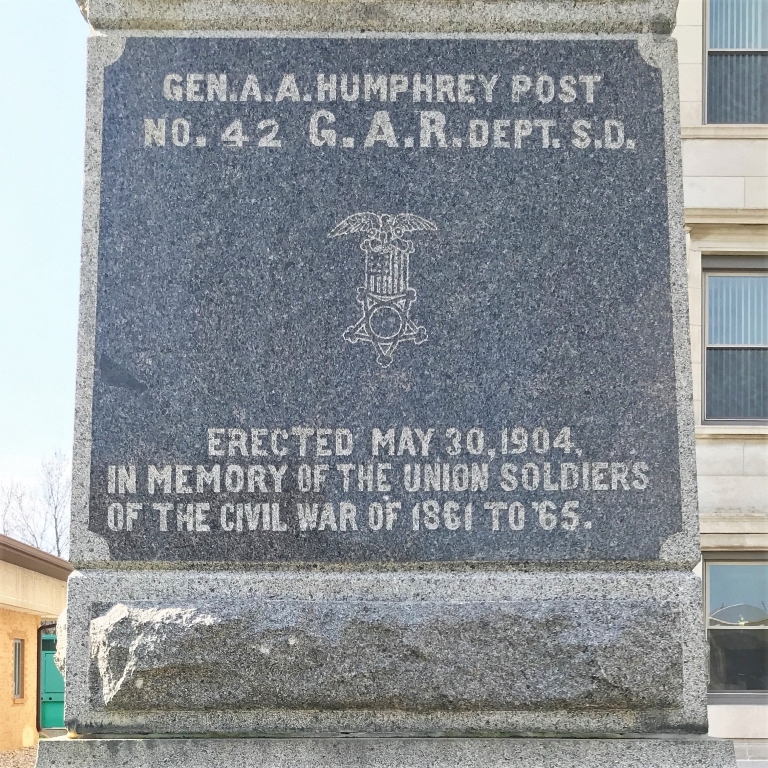 GEN. A. A. HUMPHREY POST
NO. 42 G. A. R. DEPT. S.D.
ERECTED MAY 30, 1904.
IN MEMORY OF THE UNION SOLDIERS
OF THE CIVIL WAR OF 1861 TO '65.